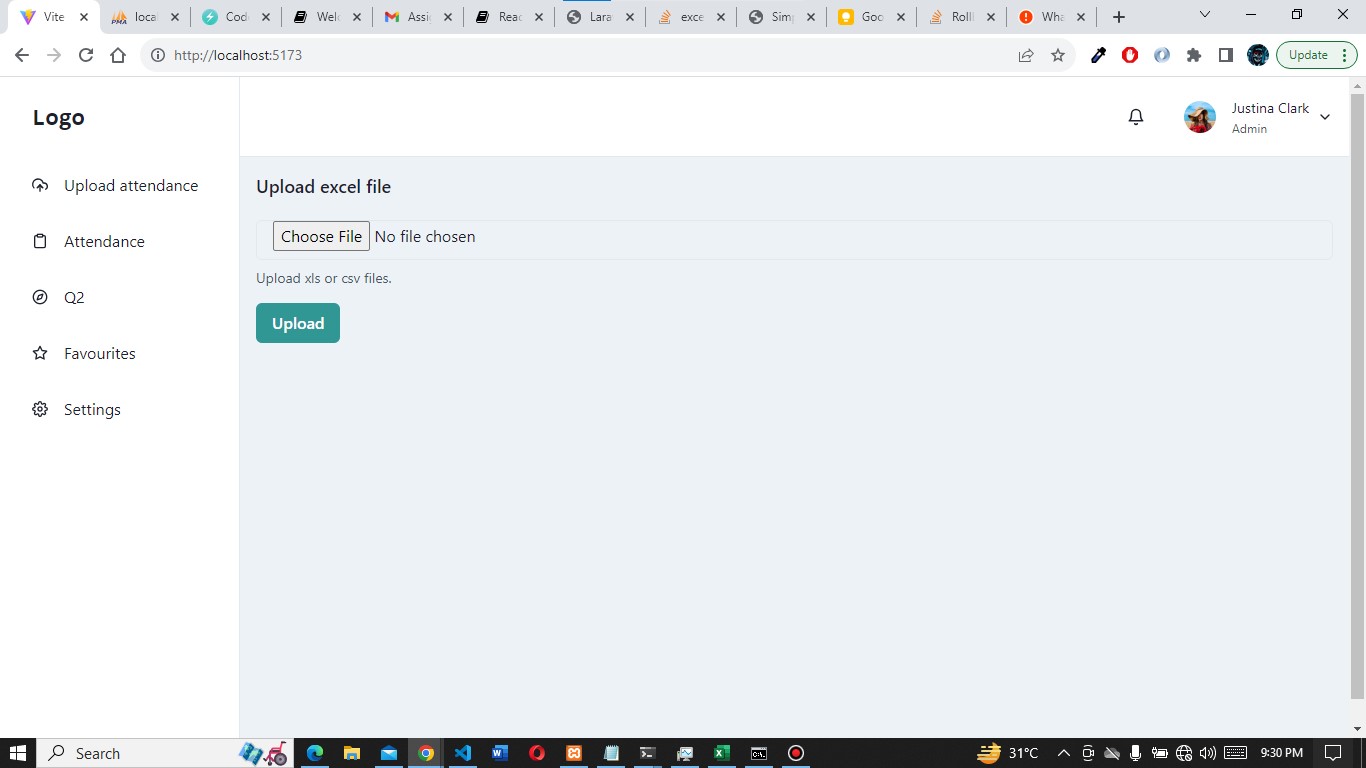 Vite
loca
Cod
Welc
Assi
Reac
Lara
exce
Simp
Goo
Rolli
Wha
http://localhost:5173
Update
Logo
Justina Clark
Admin
Upload attendance
Attendance
Q2
Favourites
Settings
Upload excel file
Choose File No file chosen
Upload xls or csv files.
Upload
Search
31°C
9:30 PM